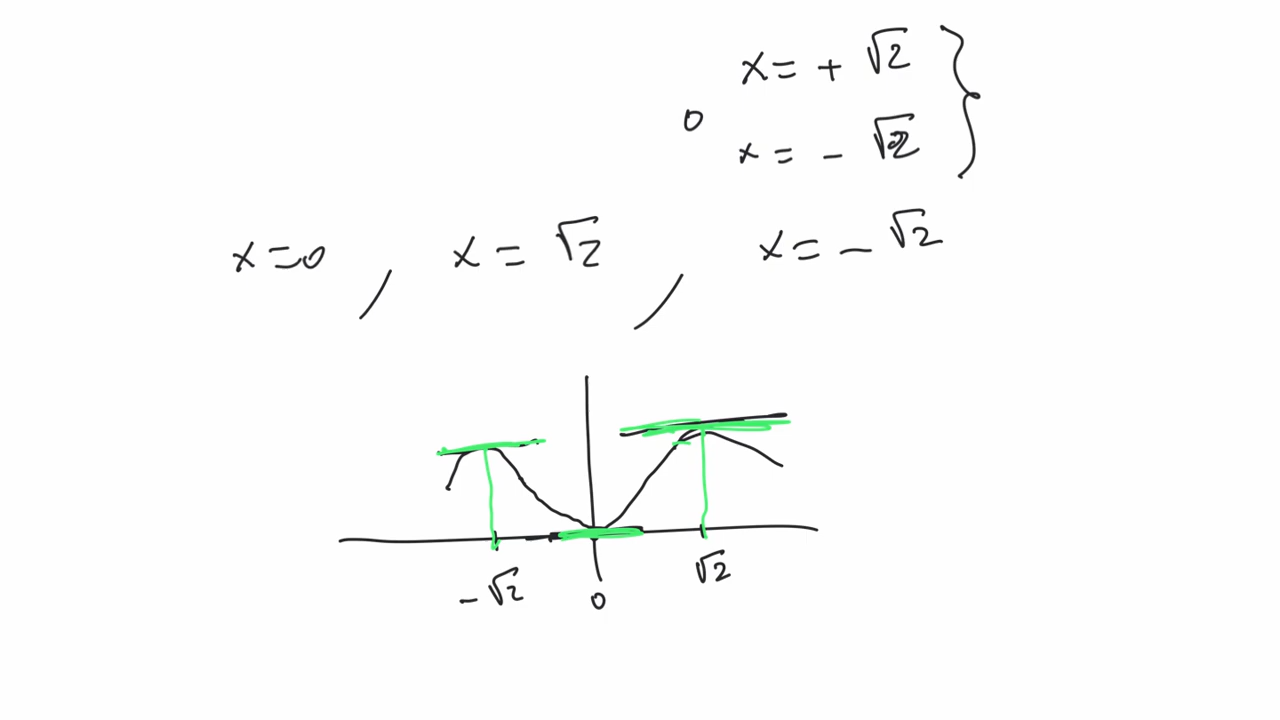 x = + √2
0
x = - √2
x = 0 , x = √2 , x = - √2
- √2 0 √2